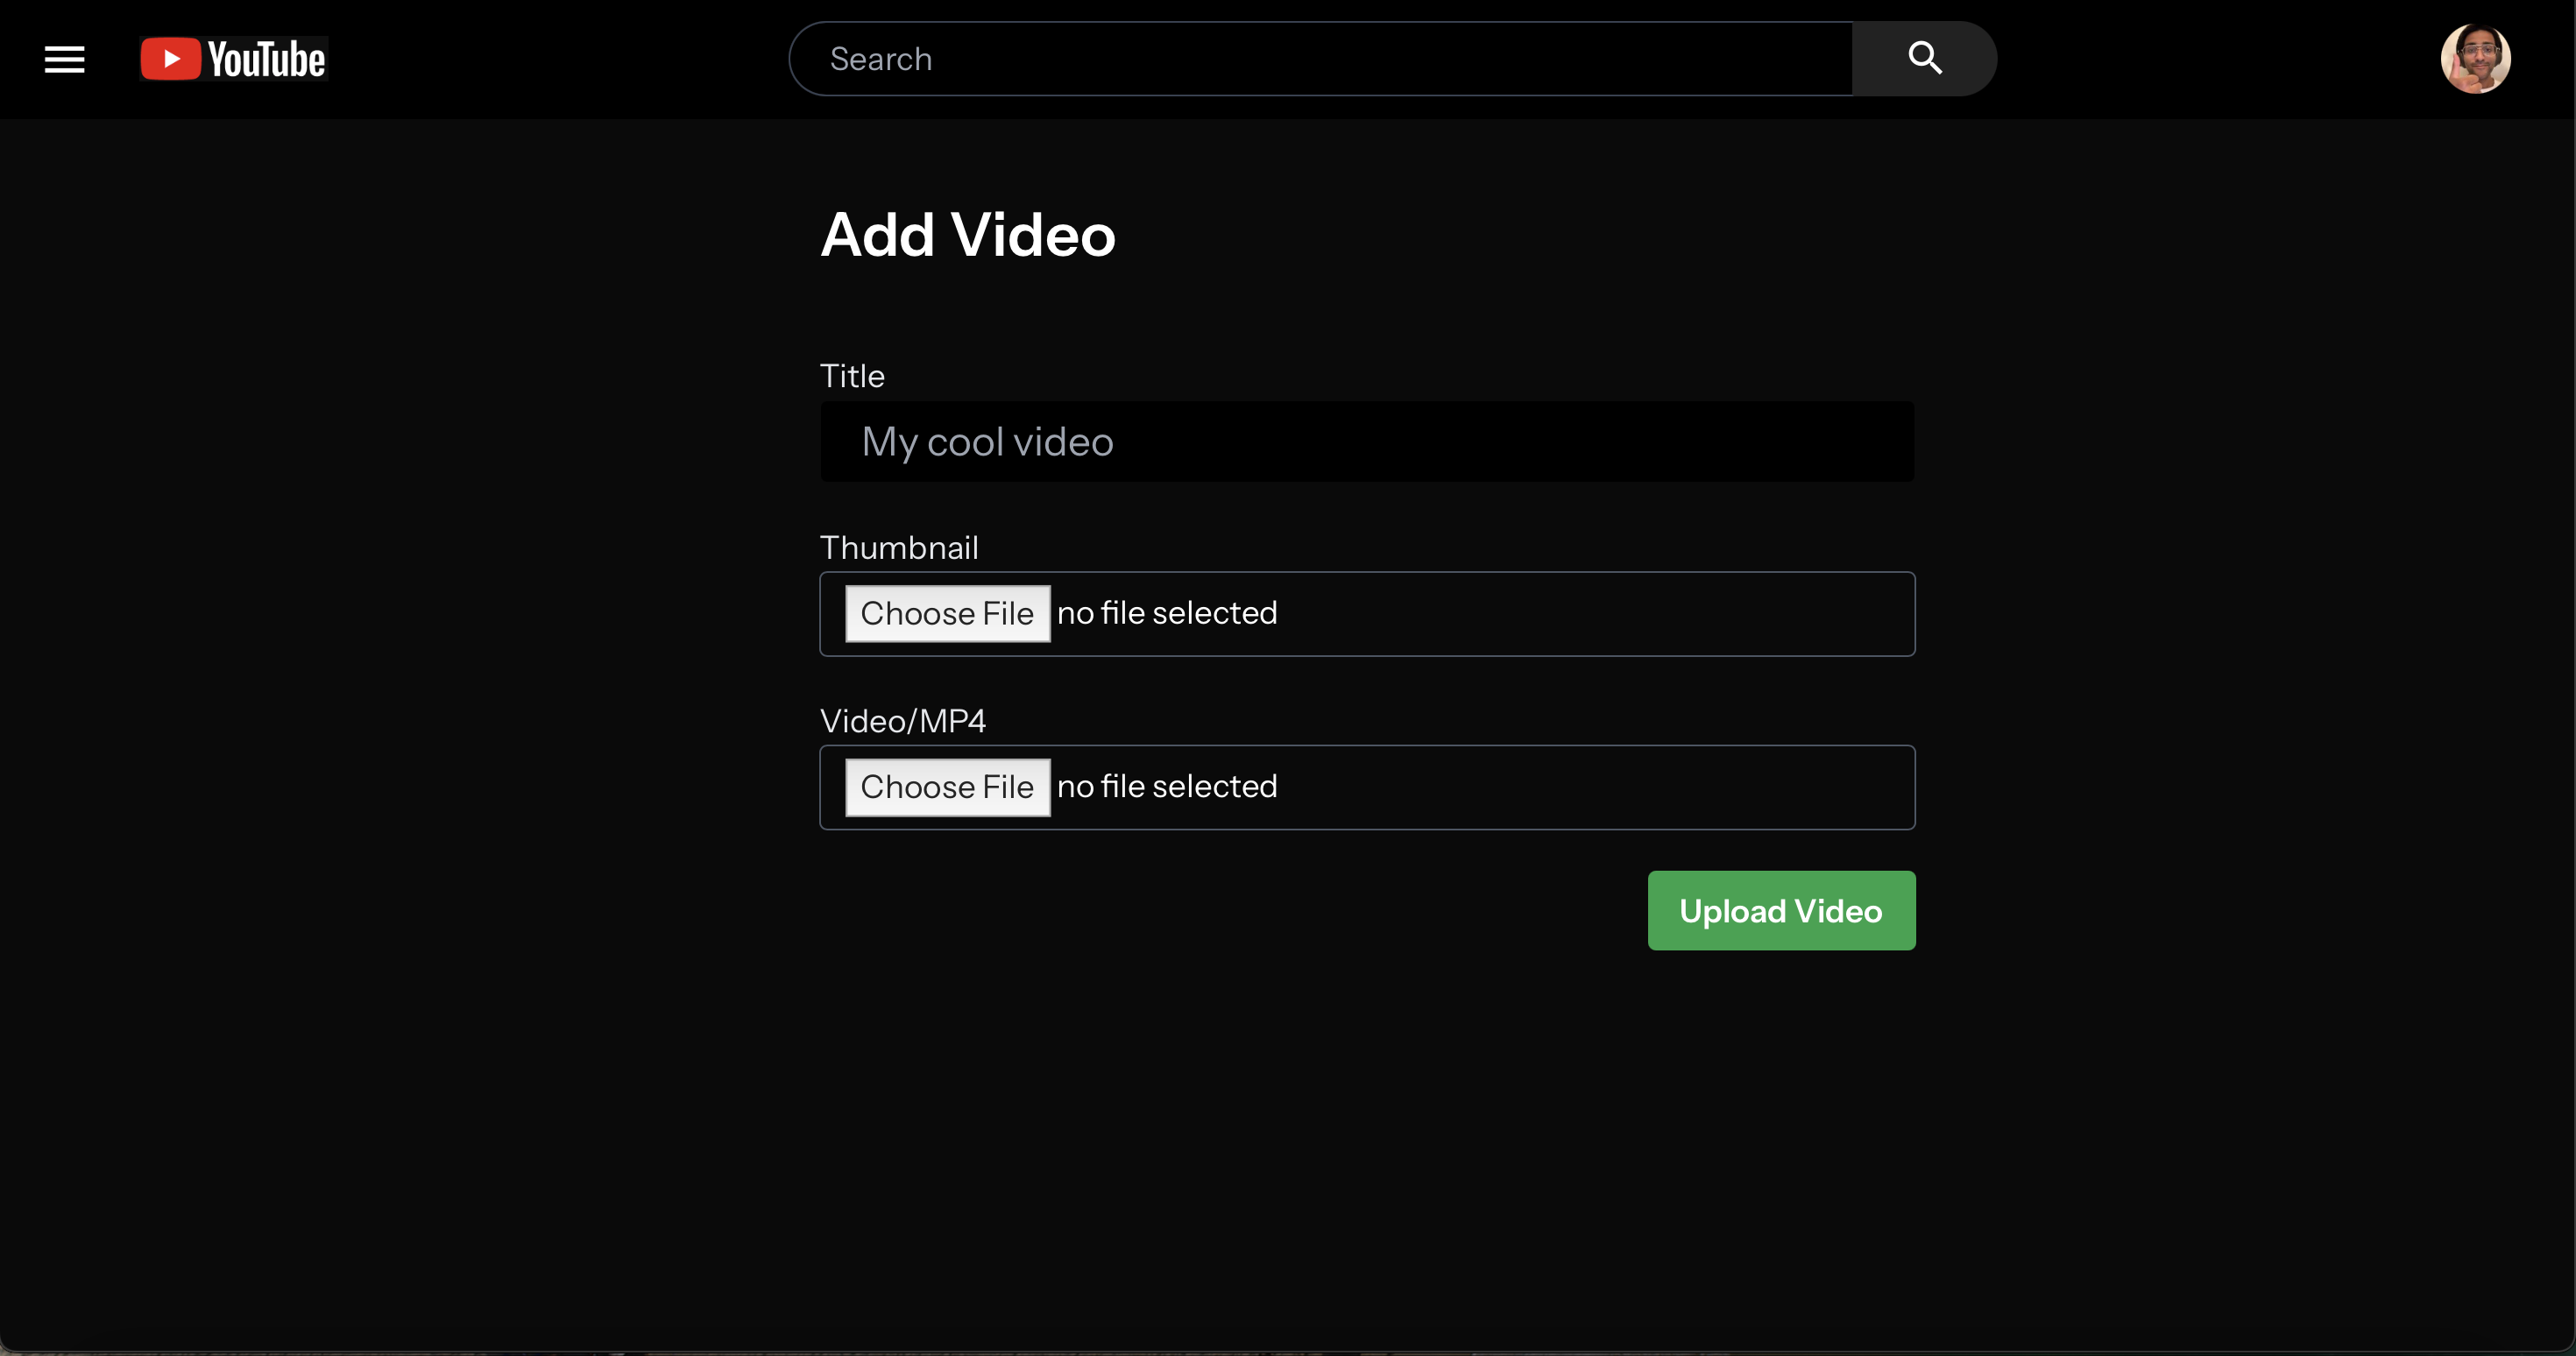 YouTube
Search
Add Video
Title
My cool video
Thumbnail
Choose File no file selected
Video/MP4
Choose File no file selected
Upload Video